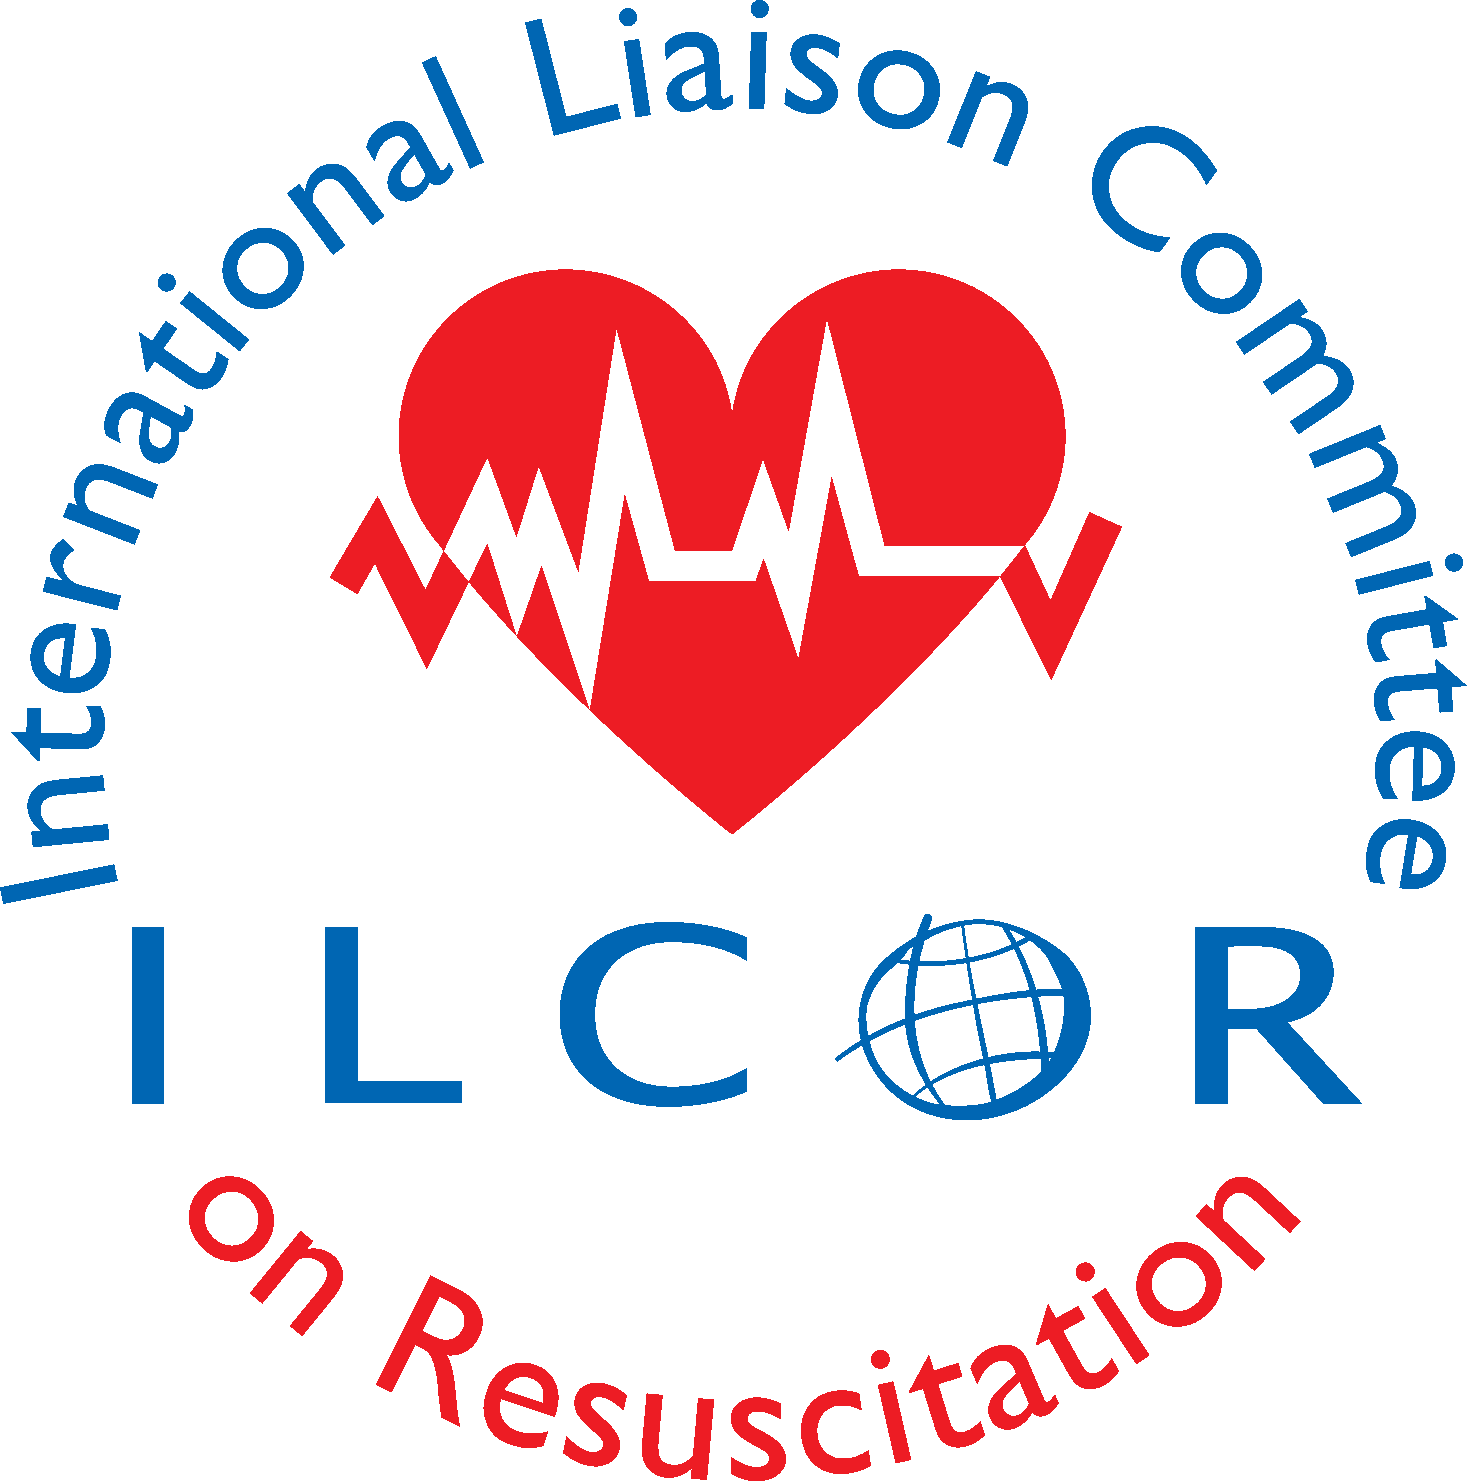 International Liaison Committee
ILCOR
on Resuscitation